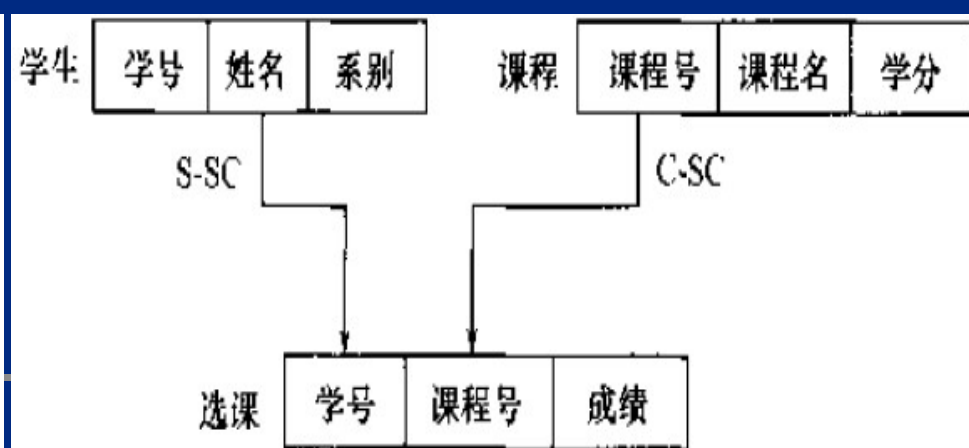 学生 学号 姓名 系别 课程 课程号 课程名 学分
S-SC C-SC
选课 学号 课程号 成绩